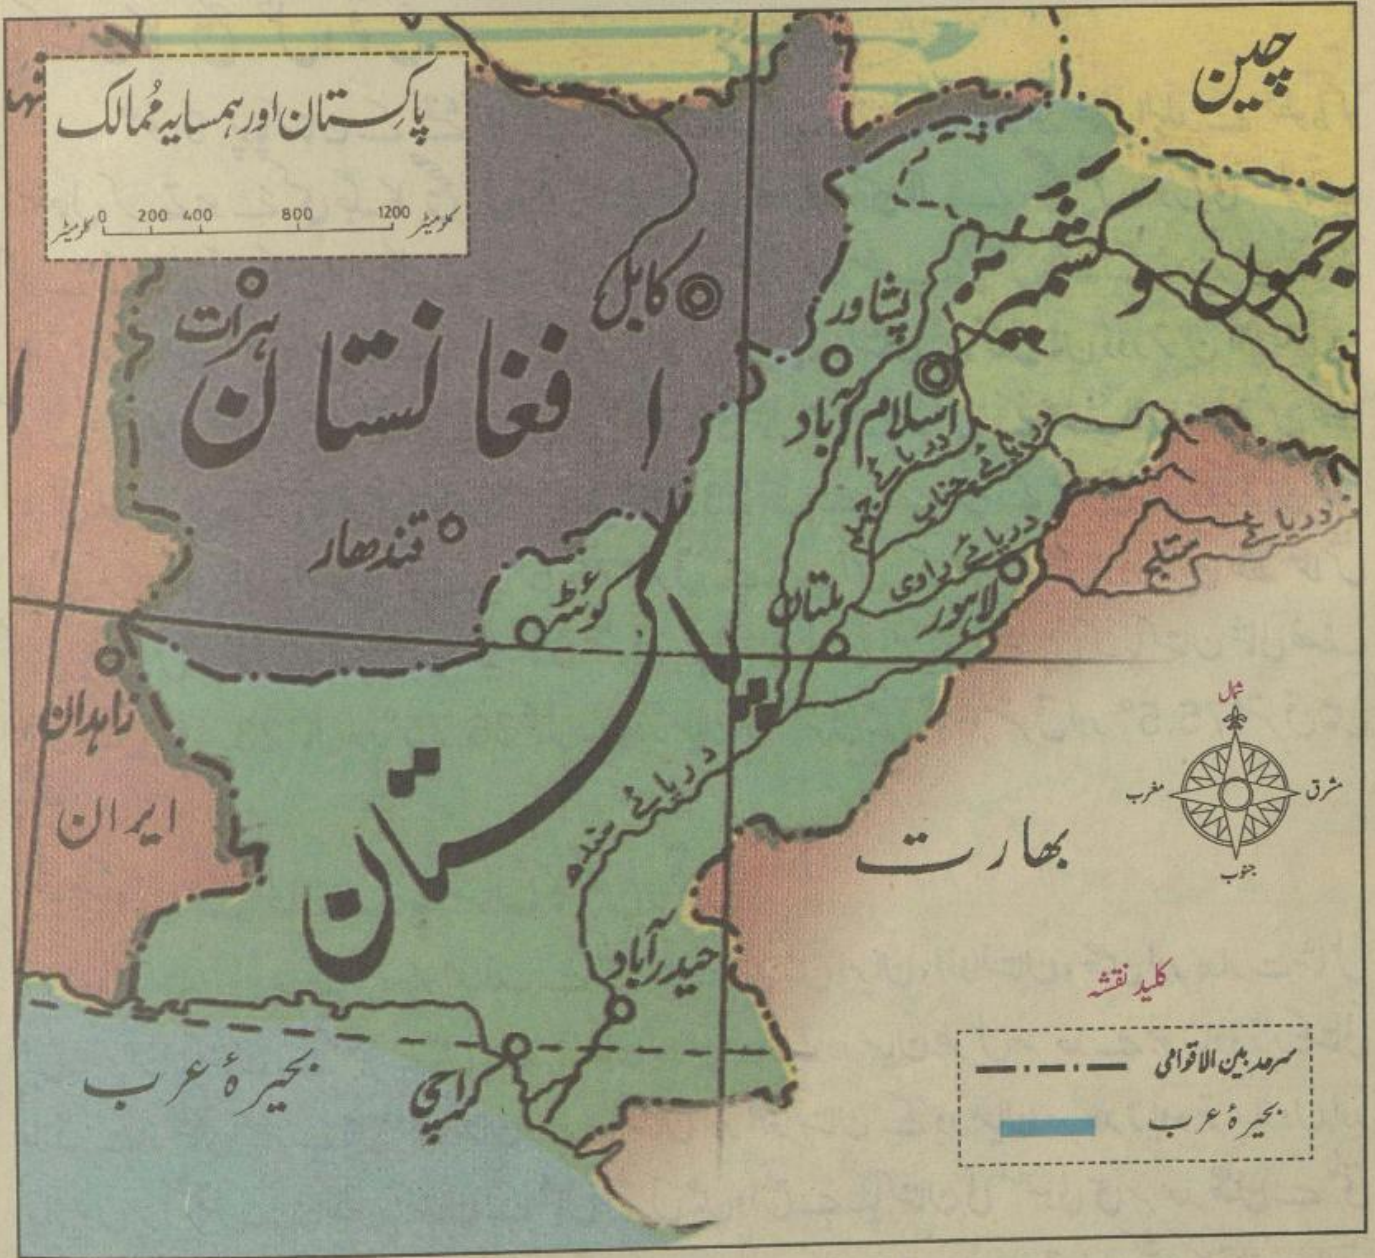 پاکستان اور ہمسایہ مُمالک
کلومیٹر 0 200 400 800 1200 کلومیٹر
چین
جموں و کشمیر
افغانستان
کابل
ہرات
قندھار
پشاور
اسلام آباد
دریائے جہلم
دریائے چناب
دریائے راوی
دریائے ستلج
لاہور
ملتان
کوئٹہ
پاکستان
زاہدان
ایران
دریائے سندھ
حیدرآباد
کراچی
بحیرۂ عرب
بھارت
شمال
مغرب
مشرق
جنوب
کلید نقشہ
سرحد بین الاقوامی
بحیرۂ عرب